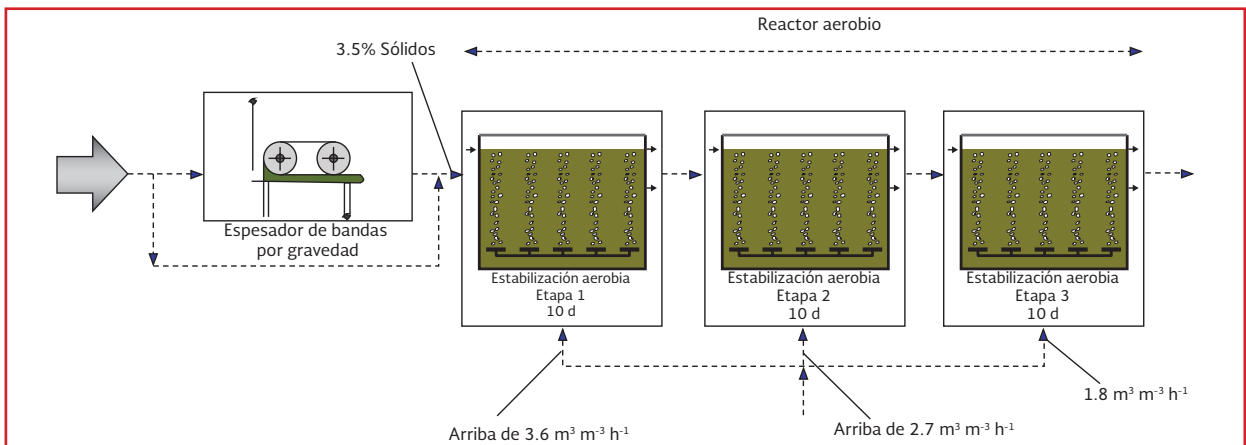 Reactor aerobio
3.5% Sólidos
Espesador de bandas
por gravedad
Estabilización aerobia
Etapa 1
10 d
Estabilización aerobia
Etapa 2
10 d
Estabilización aerobia
Etapa 3
10 d
Arriba de 3.6 m³ m⁻³ h⁻¹
Arriba de 2.7 m³ m⁻³ h⁻¹
1.8 m³ m⁻³ h⁻¹